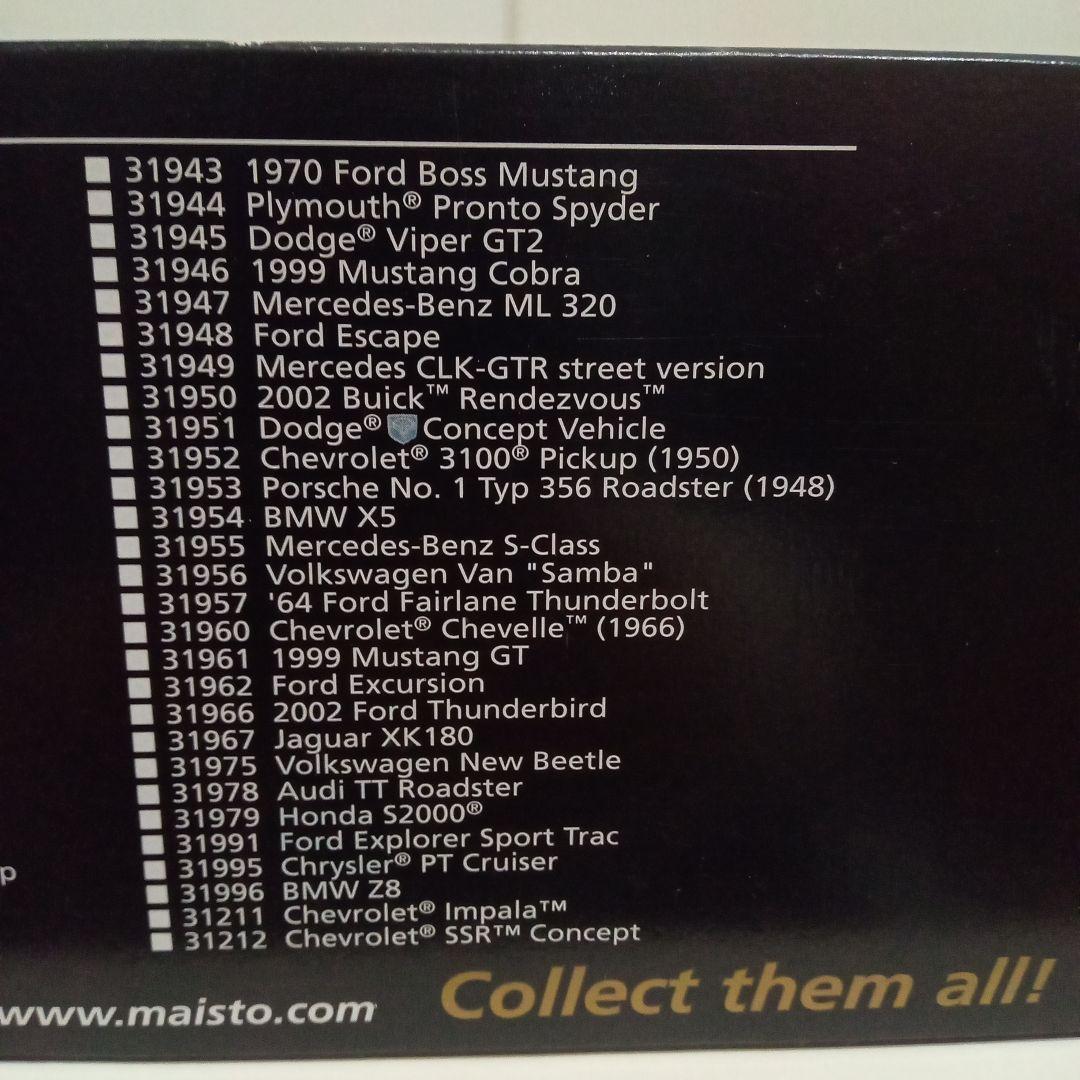 31943 1970 Ford Boss Mustang
31944 Plymouth® Pronto Spyder
31945 Dodge® Viper GT2
31946 1999 Mustang Cobra
31947 Mercedes-Benz ML 320
31948 Ford Escape
31949 Mercedes CLK-GTR street version
31950 2002 Buick™ Rendezvous™
31951 Dodge® Concept Vehicle
31952 Chevrolet® 3100® Pickup (1950)
31953 Porsche No. 1 Typ 356 Roadster (1948)
31954 BMW X5
31955 Mercedes-Benz S-Class
31956 Volkswagen Van "Samba"
31957 '64 Ford Fairlane Thunderbolt
31960 Chevrolet® Chevelle™ (1966)
31961 1999 Mustang GT
31962 Ford Excursion
31966 2002 Ford Thunderbird
31967 Jaguar XK180
31975 Volkswagen New Beetle
31978 Audi TT Roadster
31979 Honda S2000®
31991 Ford Explorer Sport Trac
31995 Chrysler® PT Cruiser
p
31996 BMW Z8
31211 Chevrolet® Impala™
31212 Chevrolet® SSR™ Concept
www.maisto.com Collect them all!